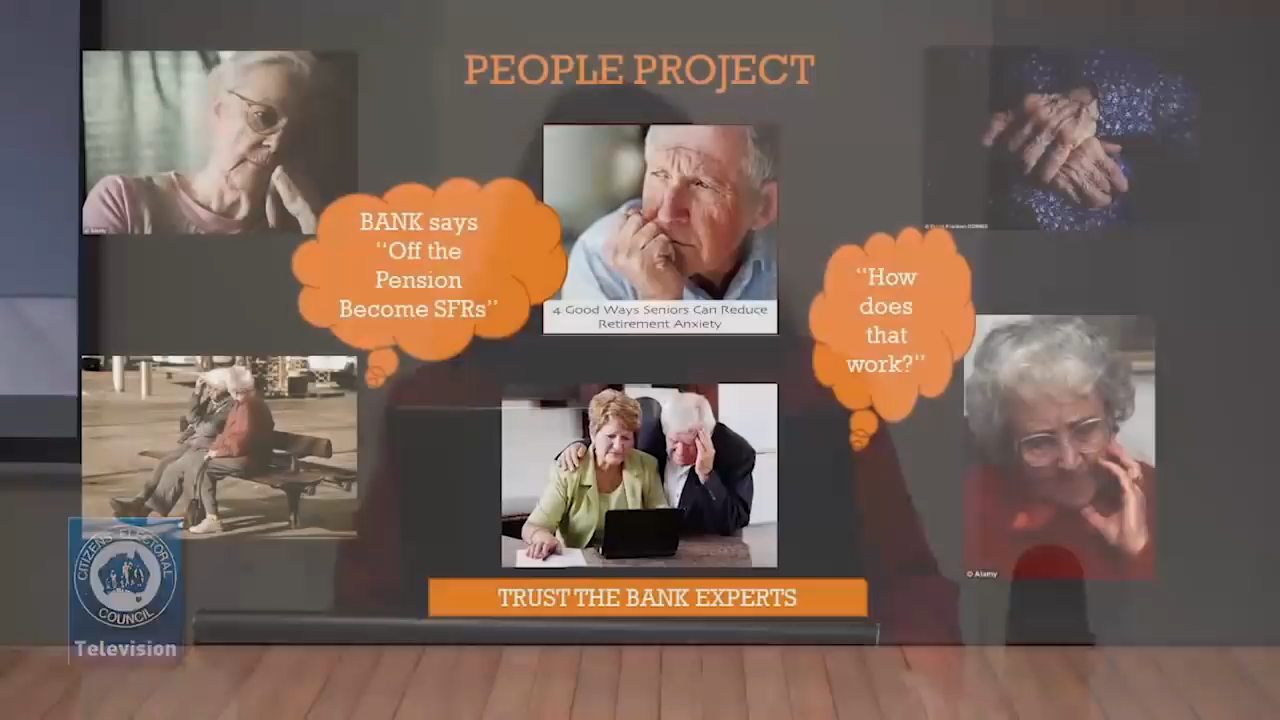 PEOPLE PROJECT
BANK says
“Off the
Pension
Become SFRs”
4 Good Ways Seniors Can Reduce
Retirement Anxiety
“How
does
that
work?”
© Alamy
© Alamy
TRUST THE BANK EXPERTS
CITIZENS ELECTORAL
COUNCIL
Television